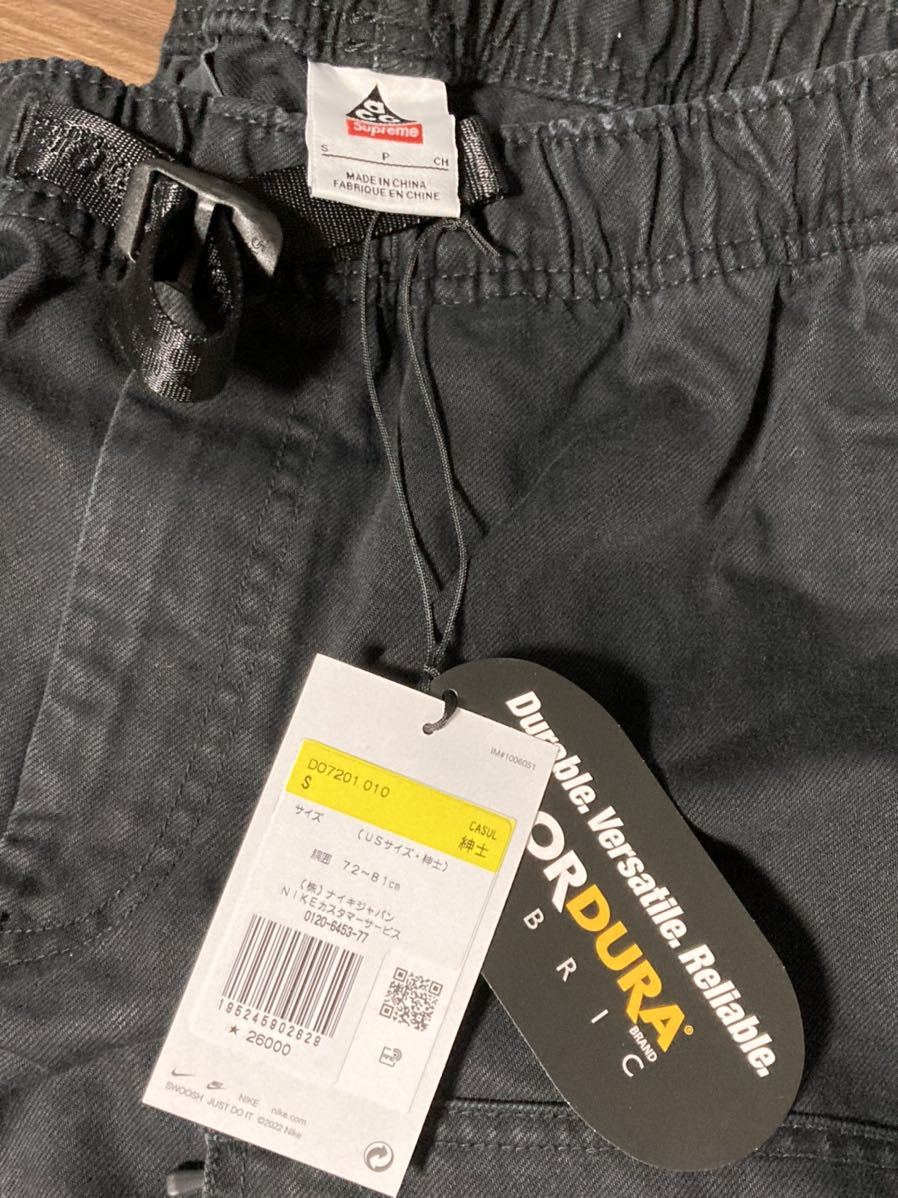 acg
Supreme
S P CH
MADE IN CHINA
FABRIQUE EN CHINE
IM#1006051
DO7201 010
S
CASUL
紳士
サイズ
(USサイズ・紳士)
胴囲 72~81cm
(株)ナイキジャパン
NIKEカスタマーサービス
0120-6453-77
195245902629
★ 26000
RFID
NIKE nike.com
SWOOSH JUST DO IT ©2022 Nike
Durable. Versatile. Reliable.
ORDURA®
BRAND
B R I C